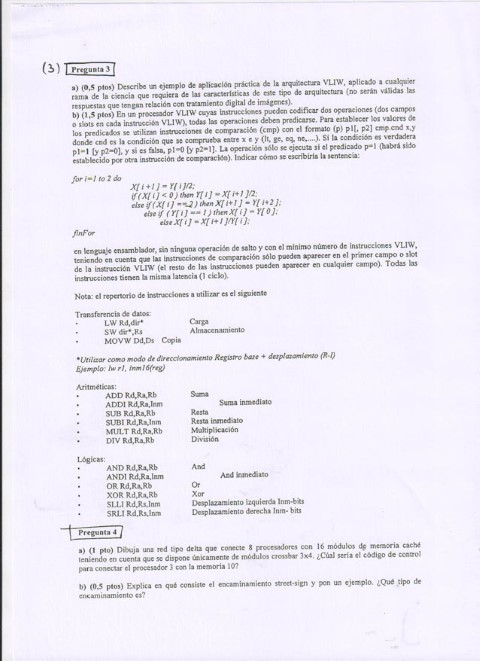 (3) Pregunta 3
a) (0,5 ptos) Describe un ejemplo de aplicación práctica de la arquitectura VLIW, aplicado a cualquier
rama de la ciencia que requiera de las características de este tipo de arquitectura (no serán válidas las
respuestas que tengan relación con tratamiento digital de imágenes).
b) (1,5 ptos) En un procesador VLIW cuyas instrucciones pueden codificar dos operaciones (dos campos
o slots en cada instrucción VLIW), todas las operaciones deben predicarse. Para establecer los valores de
los predicados se utilizan instrucciones de comparación (cmp) con el formato (p) p1[, p2] cmp.cnd x,y
donde cnd es la condición que se comprueba entre x e y (lt, ge, eq, ne,....). Si la condición es verdadera
p1=1 [y p2=0], y si es falsa, p1=0 [y p2=1]. La operación sólo se ejecuta si el predicado p=1 (habrá sido
establecido por otra instrucción de comparación). Indicar cómo se escribiría la sentencia:
for i=1 to 2 do
X[ i +1 ] = Y[ i ]/2;
if ( X[ i ] < 0 ) then Y[ i ] = X[ i+1 ]/2;
else if ( X[ i ] == 2 ) then X[ i+1 ] = Y[ i+2 ];
else if ( Y[ i ] == 1 ) then X[ i ] = Y[ 0 ];
else X[ i ] = X[ i+1 ]/Y[ i ];
finFor
en lenguaje ensamblador, sin ninguna operación de salto y con el mínimo número de instrucciones VLIW,
teniendo en cuenta que las instrucciones de comparación sólo pueden aparecer en el primer campo o slot
de la instrucción VLIW (el resto de las instrucciones pueden aparecer en cualquier campo). Todas las
instrucciones tienen la misma latencia (1 ciclo).
Nota: el repertorio de instrucciones a utilizar es el siguiente
Transferencia de datos:
• LW Rd,dir* Carga
• SW dir*,Rs Almacenamiento
• MOVW Dd,Ds Copia
*Utilizar como modo de direccionamiento Registro base + desplazamiento (R-I)
Ejemplo: lw r1, inm16(reg)
Aritméticas:
• ADD Rd,Ra,Rb Suma
• ADDI Rd,Ra,Inm Suma inmediato
• SUB Rd,Ra,Rb Resta
• SUBI Rd,Ra,Inm Resta inmediato
• MULT Rd,Ra,Rb Multiplicación
• DIV Rd,Ra,Rb División
Lógicas:
• AND Rd,Ra,Rb And
• ANDI Rd,Ra,Inm And inmediato
• OR Rd,Ra,Rb Or
• XOR Rd,Ra,Rb Xor
• SLLI Rd,Rs,Inm Desplazamiento izquierda Inm-bits
• SRLI Rd,Rs,Inm Desplazamiento derecha Inm- bits
Pregunta 4
a) (1 pto) Dibuja una red tipo delta que conecte 8 procesadores con 16 módulos de memoria caché
teniendo en cuenta que se dispone únicamente de módulos crossbar 3x4. ¿Cúal sería el código de control
para conectar el procesador 3 con la memoria 10?
b) (0,5 ptos) Explica en qué consiste el encaminamiento street-sign y pon un ejemplo. ¿Qué tipo de
encaminamiento es?